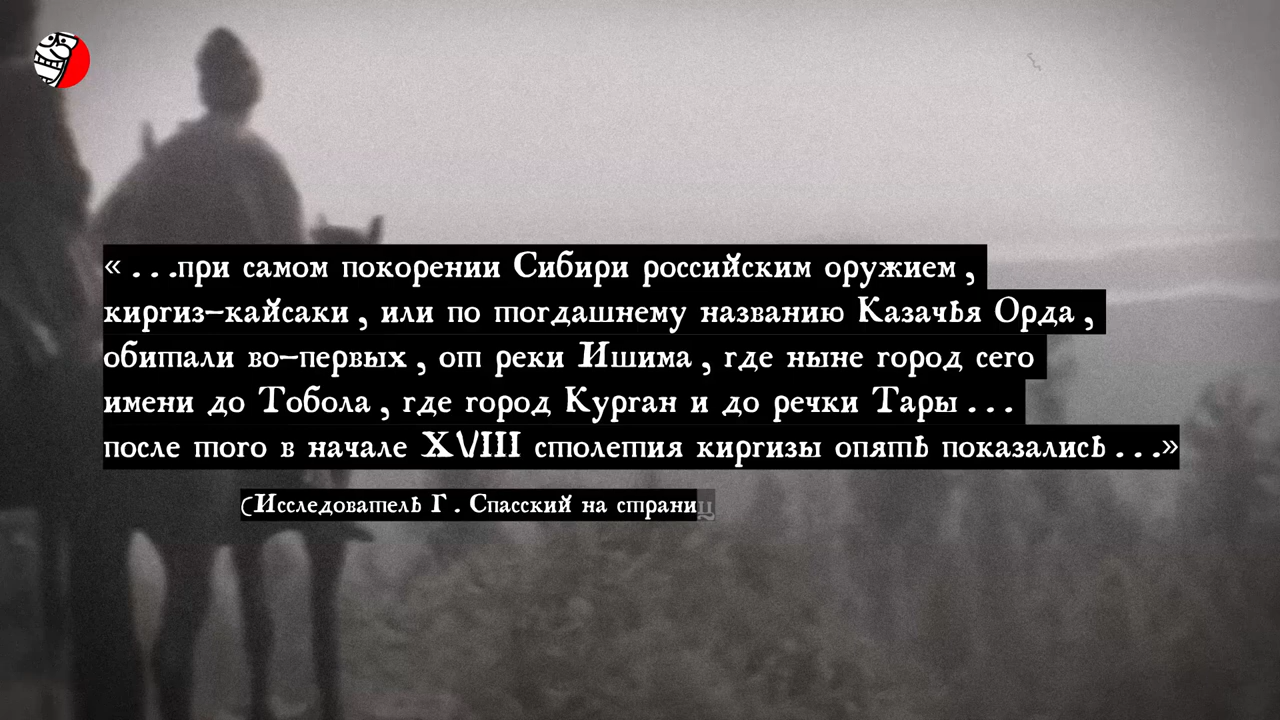 «...при самом покорении Сибири российским оружием,
киргиз-кайсаки, или по тогдашнему названию Казачья Орда,
обитали во-первых, от реки Ишима, где ныне город сего
имени до Тобола, где город Курган и до речки Тары...
после того в начале XVIII столетия киргизы опять показались...»
(Исследователь Г. Спасский на страниц